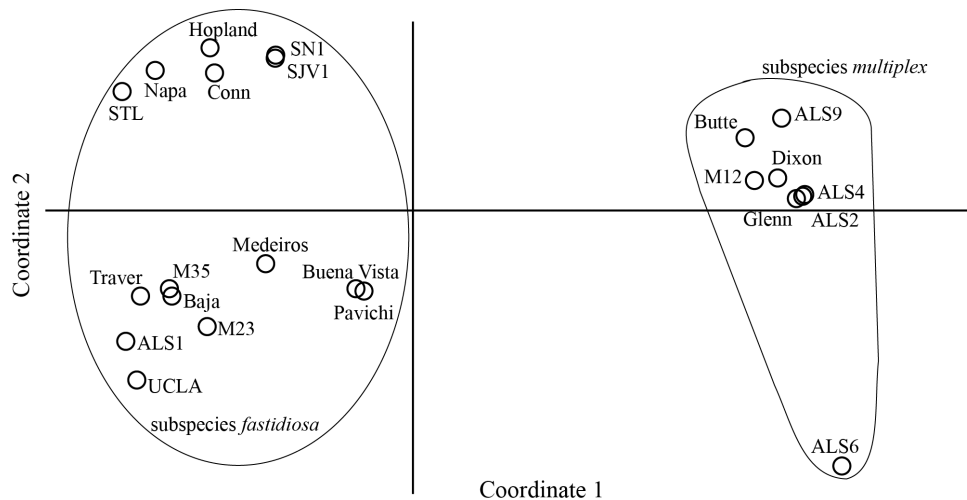 Hopland
SN1
SJV1
Napa
Conn
STL
subspecies multiplex
Butte
ALS9
Dixon
M12
ALS4
Glenn
ALS2
Coordinate 2
Medeiros
Traver
M35
Buena Vista
Baja
Pavichi
M23
ALS1
UCLA
subspecies fastidiosa
ALS6
Coordinate 1